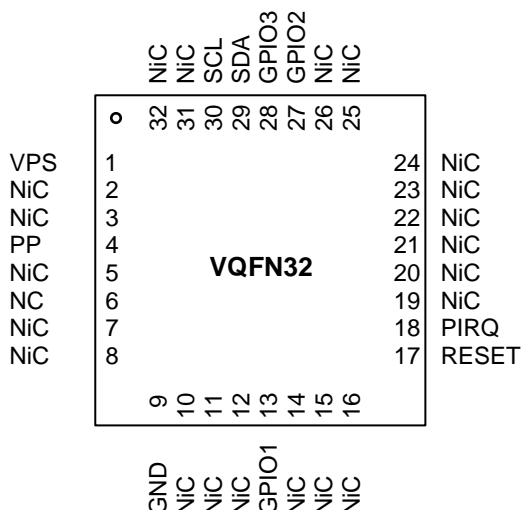 NiC NiC SCL SDA GPIO3 GPIO2 NiC NiC
32 31 30 29 28 27 26 25
VPS 1 24 NiC
NiC 2 23 NiC
NiC 3 22 NiC
PP 4 21 NiC
NiC 5 VQFN32 20 NiC
NC 6 19 NiC
NiC 7 18 PIRQ
NiC 8 17 RESET
9 10 11 12 13 14 15 16
GND NiC NiC NiC GPIO1 NiC NiC NiC